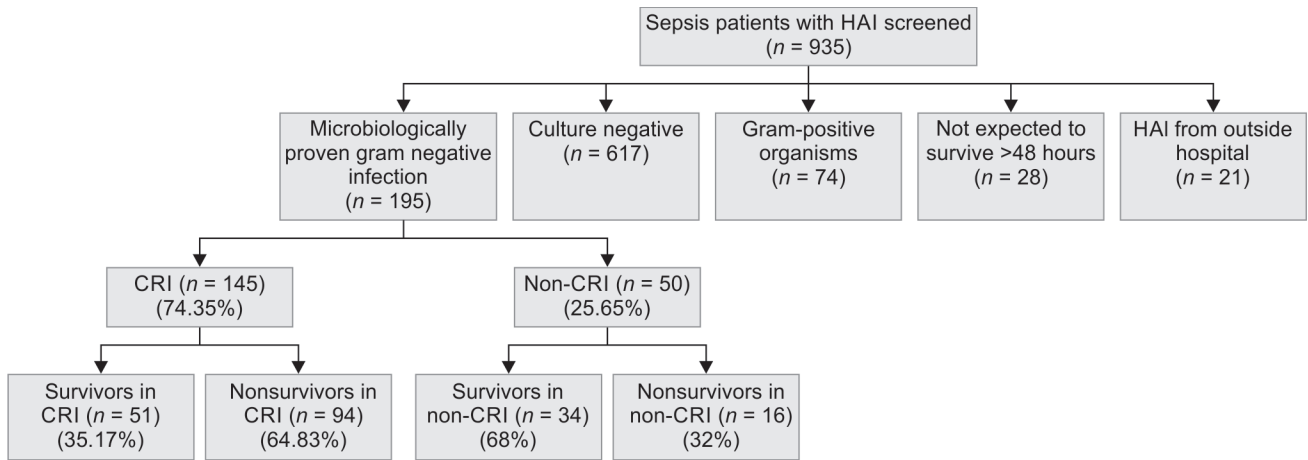 Sepsis patients with HAI screened
(n = 935)
Microbiologically
proven gram negative
infection
(n = 195)
Culture negative
(n = 617)
Gram-positive
organisms
(n = 74)
Not expected to
survive >48 hours
(n = 28)
HAI from outside
hospital
(n = 21)
CRI (n = 145)
(74.35%)
Non-CRI (n = 50)
(25.65%)
Survivors in
CRI (n = 51)
(35.17%)
Nonsurvivors in
CRI (n = 94)
(64.83%)
Survivors in
non-CRI (n = 34)
(68%)
Nonsurvivors in
non-CRI (n = 16)
(32%)